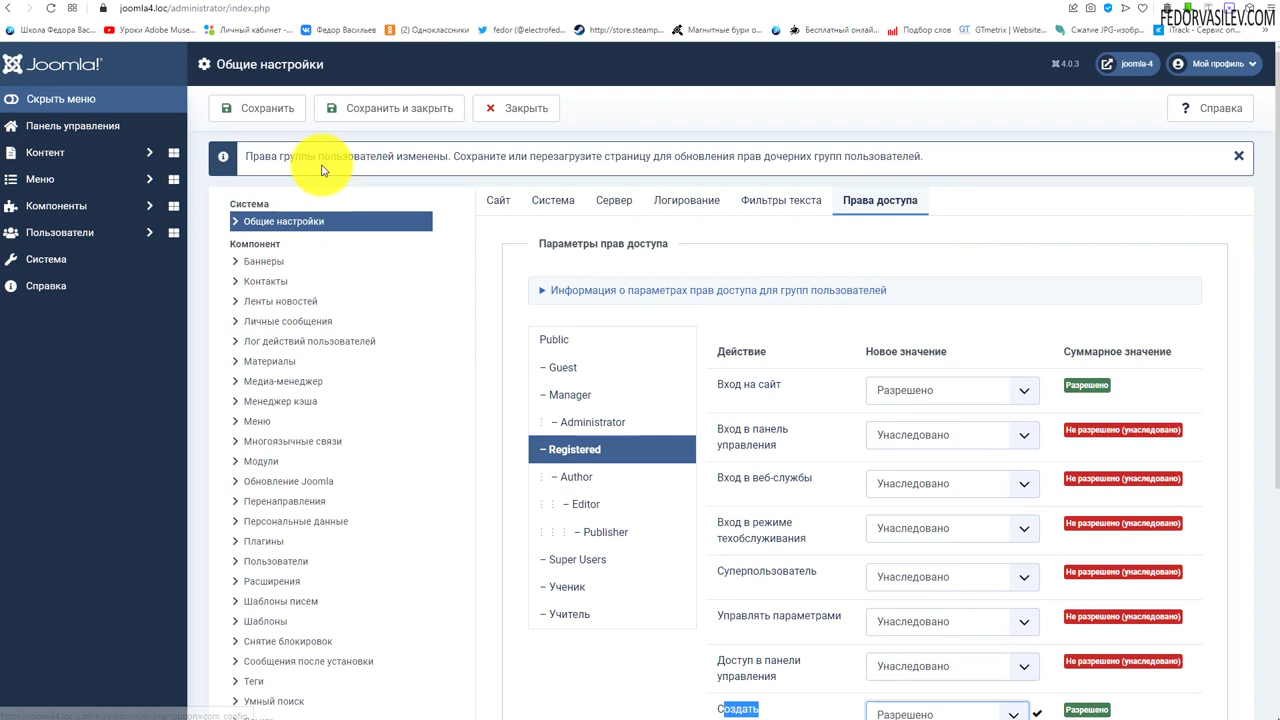 joomla4.loc/administrator/index.php
FEDORVASILEV.COM
Школа Федора Вас...
Уроки Adobe Muse...
Личный кабинет -...
Федор Васильев
(2) Одноклассники
fedor (@electrofed...
http://store.steamp...
Магнитные бури о...
Бесплатный онлай...
Подбор слов
GTmetrix | Website...
Сжатие JPG-изобр...
iTrack - Сервис оп...
Joomla!
Общие настройки
4.0.3
joomla-4
Мой профиль
Скрыть меню
Панель управления
Контент
Меню
Компоненты
Пользователи
Система
Справка
Сохранить
Сохранить и закрыть
Закрыть
Справка
Права группы пользователей изменены. Сохраните или перезагрузите страницу для обновления прав дочерних групп пользователей.
Система
Общие настройки
Компонент
Баннеры
Контакты
Ленты новостей
Личные сообщения
Лог действий пользователей
Материалы
Медиа-менеджер
Менеджер кэша
Меню
Многоязычные связи
Модули
Обновление Joomla
Перенаправления
Персональные данные
Плагины
Пользователи
Расширения
Шаблоны писем
Шаблоны
Снятие блокировок
Сообщения после установки
Теги
Умный поиск
Сайт
Система
Сервер
Логирование
Фильтры текста
Права доступа
Параметры прав доступа
Информация о параметрах прав доступа для групп пользователей
Public
– Guest
– Manager
– Administrator
– Registered
– Author
– Editor
– Publisher
– Super Users
– Ученик
– Учитель
Действие
Новое значение
Суммарное значение
Вход на сайт
Разрешено
Разрешено
Вход в панель
управления
Унаследовано
Не разрешено (унаследовано)
Вход в веб-службы
Унаследовано
Не разрешено (унаследовано)
Вход в режиме
техобслуживания
Унаследовано
Не разрешено (унаследовано)
Суперпользователь
Унаследовано
Не разрешено (унаследовано)
Управлять параметрами
Унаследовано
Не разрешено (унаследовано)
Доступ в панели
управления
Унаследовано
Не разрешено (унаследовано)
Создать
Разрешено
Разрешено